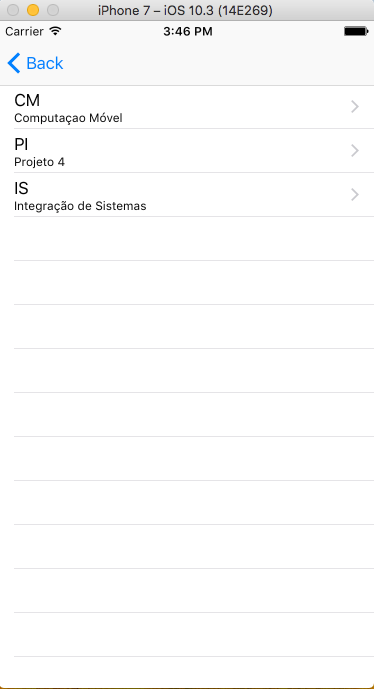 iPhone 7 – iOS 10.3 (14E269)
Carrier 3:46 PM
Back
CM
Computaçao Móvel
PI
Projeto 4
IS
Integração de Sistemas